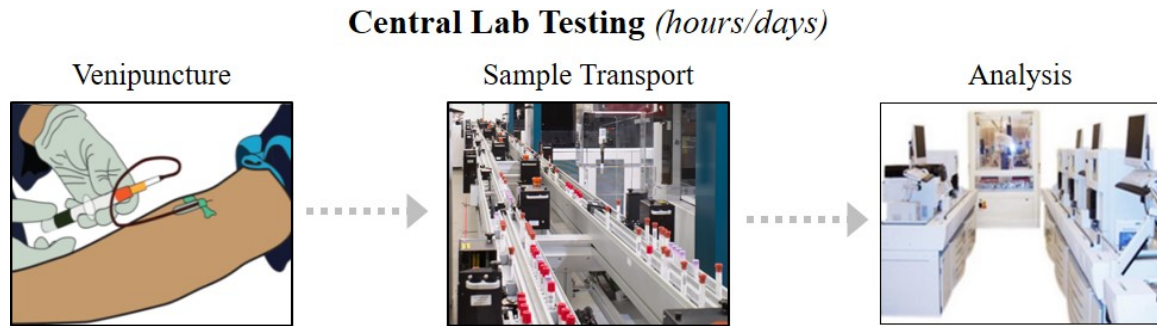 Central Lab Testing (hours/days)
Venipuncture
Sample Transport
Analysis